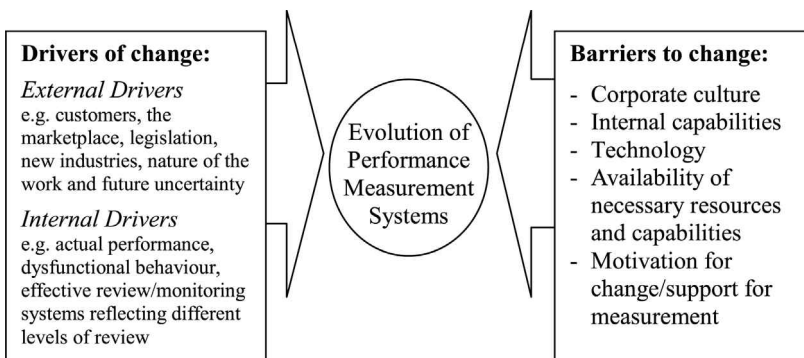 Drivers of change:
External Drivers
e.g. customers, the
marketplace, legislation,
new industries, nature of the
work and future uncertainty
Internal Drivers
e.g. actual performance,
dysfunctional behaviour,
effective review/monitoring
systems reflecting different
levels of review
Evolution of
Performance
Measurement
Systems
Barriers to change:
- Corporate culture
- Internal capabilities
- Technology
- Availability of
necessary resources
and capabilities
- Motivation for
change/support for
measurement